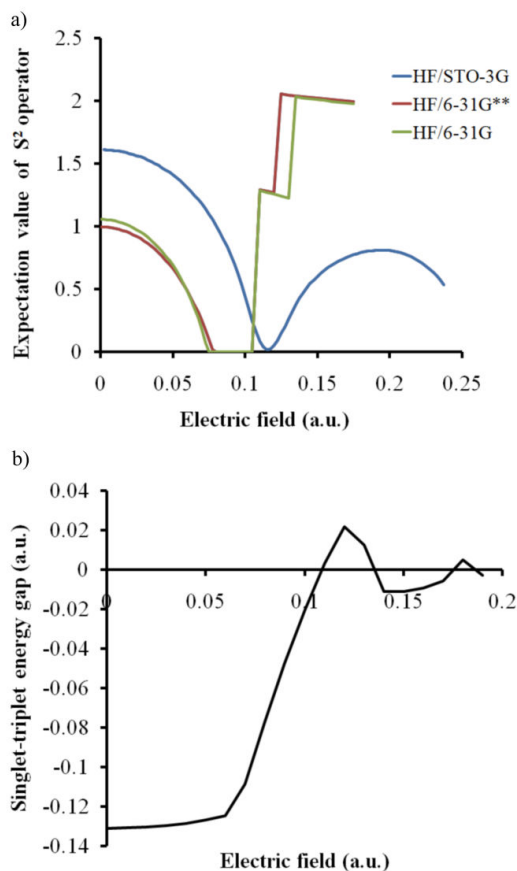 a)
2.5
2
1.5
1
0.5
0
Expectation value of S² operator
HF/STO-3G
HF/6-31G**
HF/6-31G
0 0.05 0.1 0.15 0.2 0.25
Electric field (a.u.)
b)
0.04
0.02
0
-0.02
-0.04
-0.06
-0.08
-0.1
-0.12
-0.14
Singlet-triplet energy gap (a.u.)
0 0.05 0.1 0.15 0.2
Electric field (a.u.)